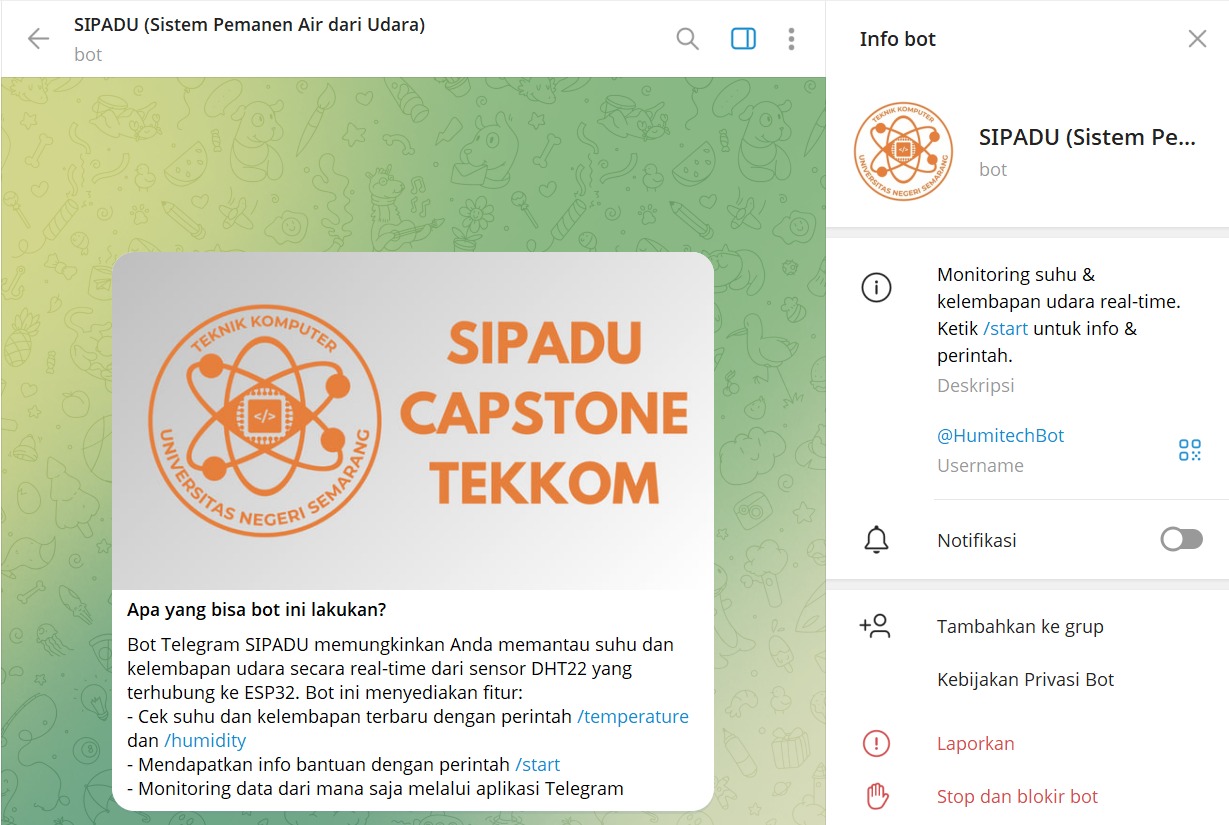 SIPADU (Sistem Pemanen Air dari Udara)
bot
TEKNIK KOMPUTER
UNIVERSITAS NEGERI SEMARANG
</>
SIPADU
CAPSTONE
TEKKOM
Apa yang bisa bot ini lakukan?
Bot Telegram SIPADU memungkinkan Anda memantau suhu dan
kelembapan udara secara real-time dari sensor DHT22 yang
terhubung ke ESP32. Bot ini menyediakan fitur:
- Cek suhu dan kelembapan terbaru dengan perintah /temperature
dan /humidity
- Mendapatkan info bantuan dengan perintah /start
- Monitoring data dari mana saja melalui aplikasi Telegram
Info bot
TEKNIK KOMPUTER
UNIVERSITAS NEGERI SEMARANG
</>
SIPADU (Sistem Pe...
bot
Monitoring suhu &
kelembapan udara real-time.
Ketik /start untuk info &
perintah.
Deskripsi
@HumitechBot
Username
Notifikasi
Tambahkan ke grup
Kebijakan Privasi Bot
Laporkan
Stop dan blokir bot